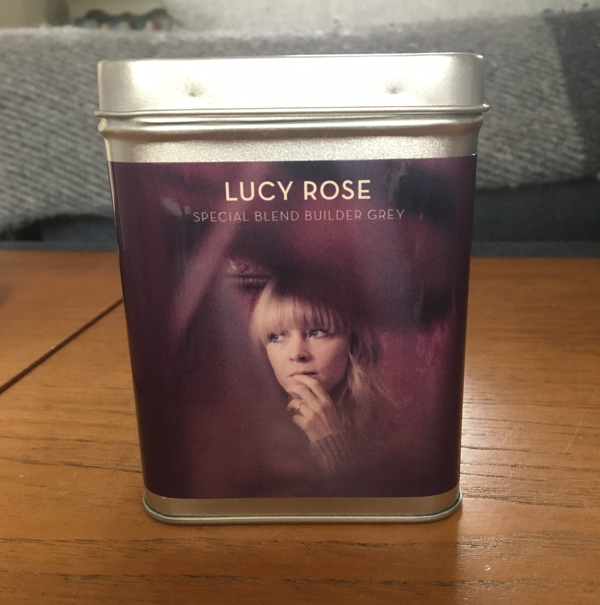 LUCY ROSE
SPECIAL BLEND BUILDER GREY